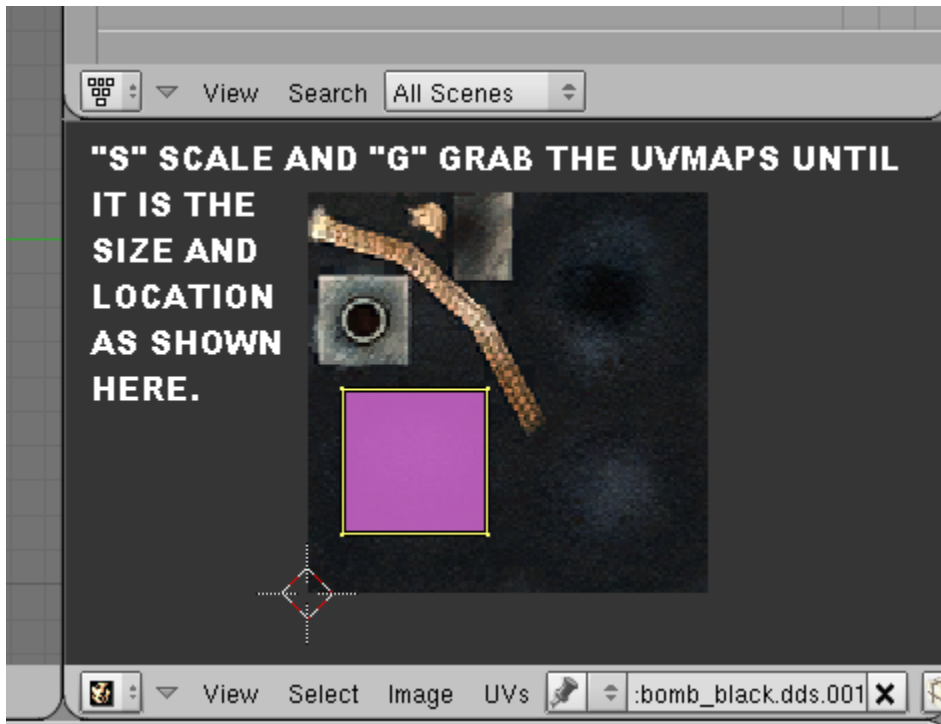 View Search All Scenes
"S" SCALE AND "G" GRAB THE UVMAPS UNTIL
IT IS THE
SIZE AND
LOCATION
AS SHOWN
HERE.
View Select Image UVs :bomb_black.dds.001